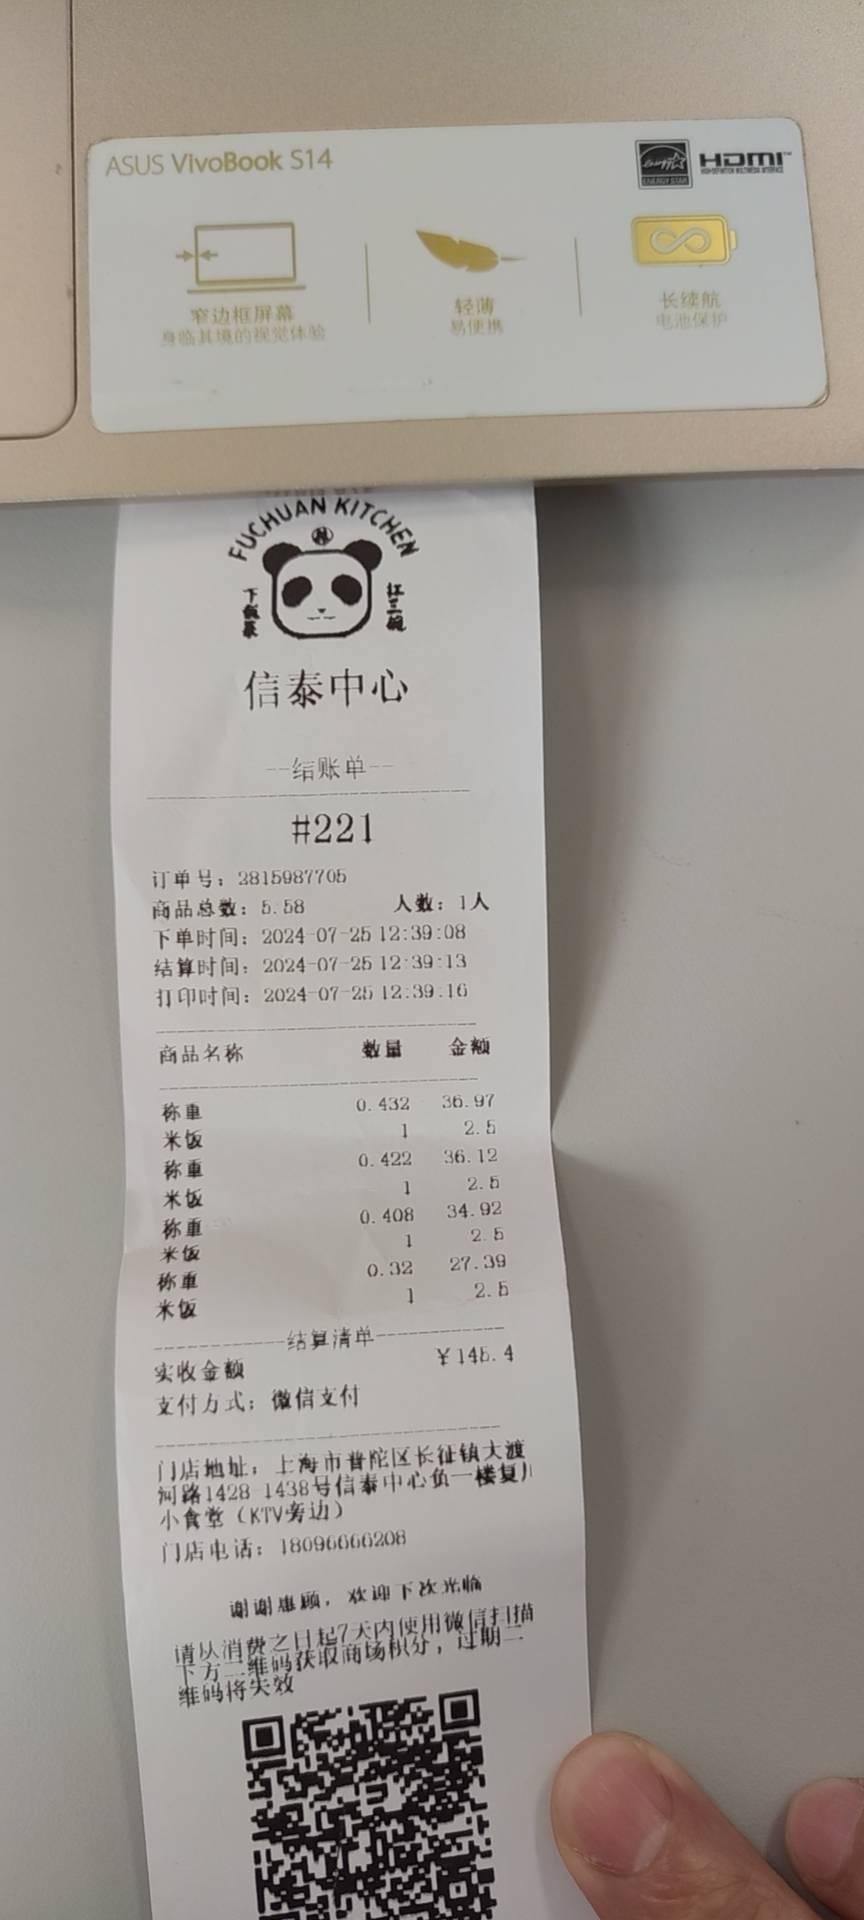 ASUS VivoBook S14
ENERGY STAR
HDMI™
HIGH-DEFINITION MULTIMEDIA INTERFACE
窄边框屏幕
身临其境的视觉体验
轻薄
易便携
长续航
电池保护
FUCHUAN KITCHEN
下饭菜
扛三碗
信泰中心
--结账单--
#221
订单号：2815987705
商品总数：5.58 人数：1人
下单时间：2024-07-25 12:39:08
结算时间：2024-07-25 12:39:13
打印时间：2024-07-25 12:39:16
商品名称 数量 金额
称重 0.432 36.97
米饭 1 2.5
称重 0.422 36.12
米饭 1 2.5
称重 0.408 34.92
米饭 1 2.5
称重 0.32 27.39
米饭 1 2.5
结算清单
实收金额 ￥145.4
支付方式：微信支付
门店地址：上海市普陀区长征镇大渡
河路1428-1438号信泰中心负一楼复川
小食堂（KTV旁边）
门店电话：18096666208
谢谢惠顾，欢迎下次光临
请从消费之日起7天内使用微信扫描
下方二维码获取商场积分，过期二
维码将失效